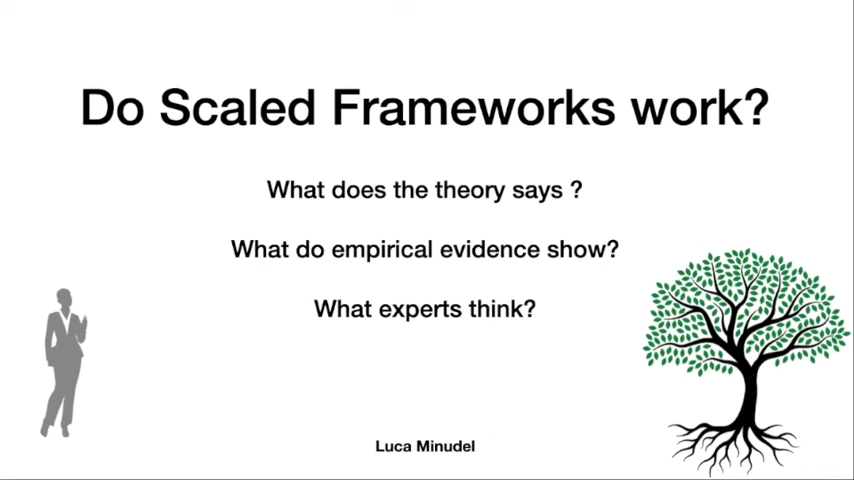 Do Scaled Frameworks work?
What does the theory says ?
What do empirical evidence show?
What experts think?
Luca Minudel